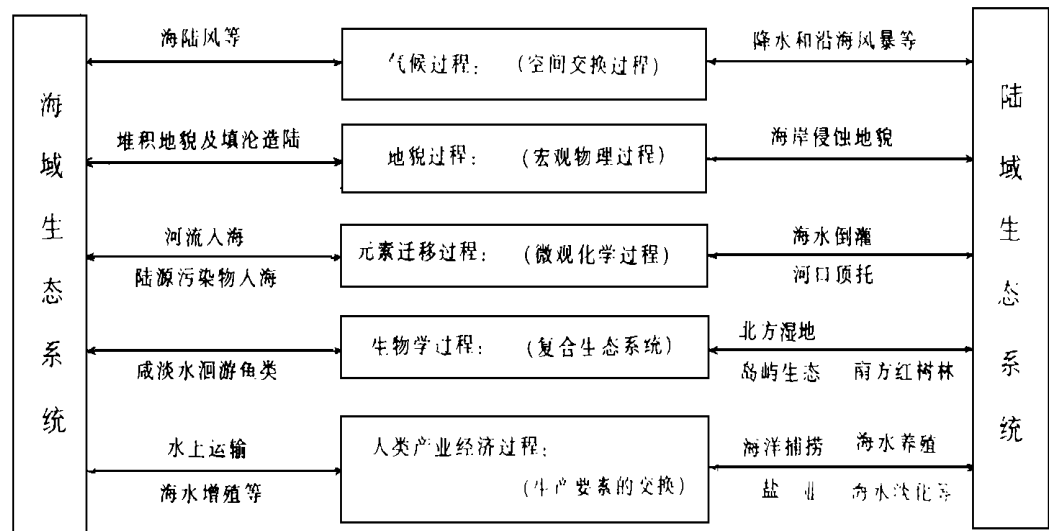 海域生态系统
海陆风等
气候过程： （空间交换过程）
降水和沿海风暴等
堆积地貌及填沦造陆
地貌过程： （宏观物理过程）
海岸侵蚀地貌
河流入海
陆源污染物入海
元素迁移过程： （微观化学过程）
海水倒灌
河口顶托
咸淡水洄游鱼类
生物学过程： （复合生态系统）
北方湿地
岛屿生态 南方红树林
水上运输
海水增殖等
人类产业经济过程：
（生产要素的交换）
海洋捕捞 海水养殖
盐 业 海水淡化等
陆域生态系统